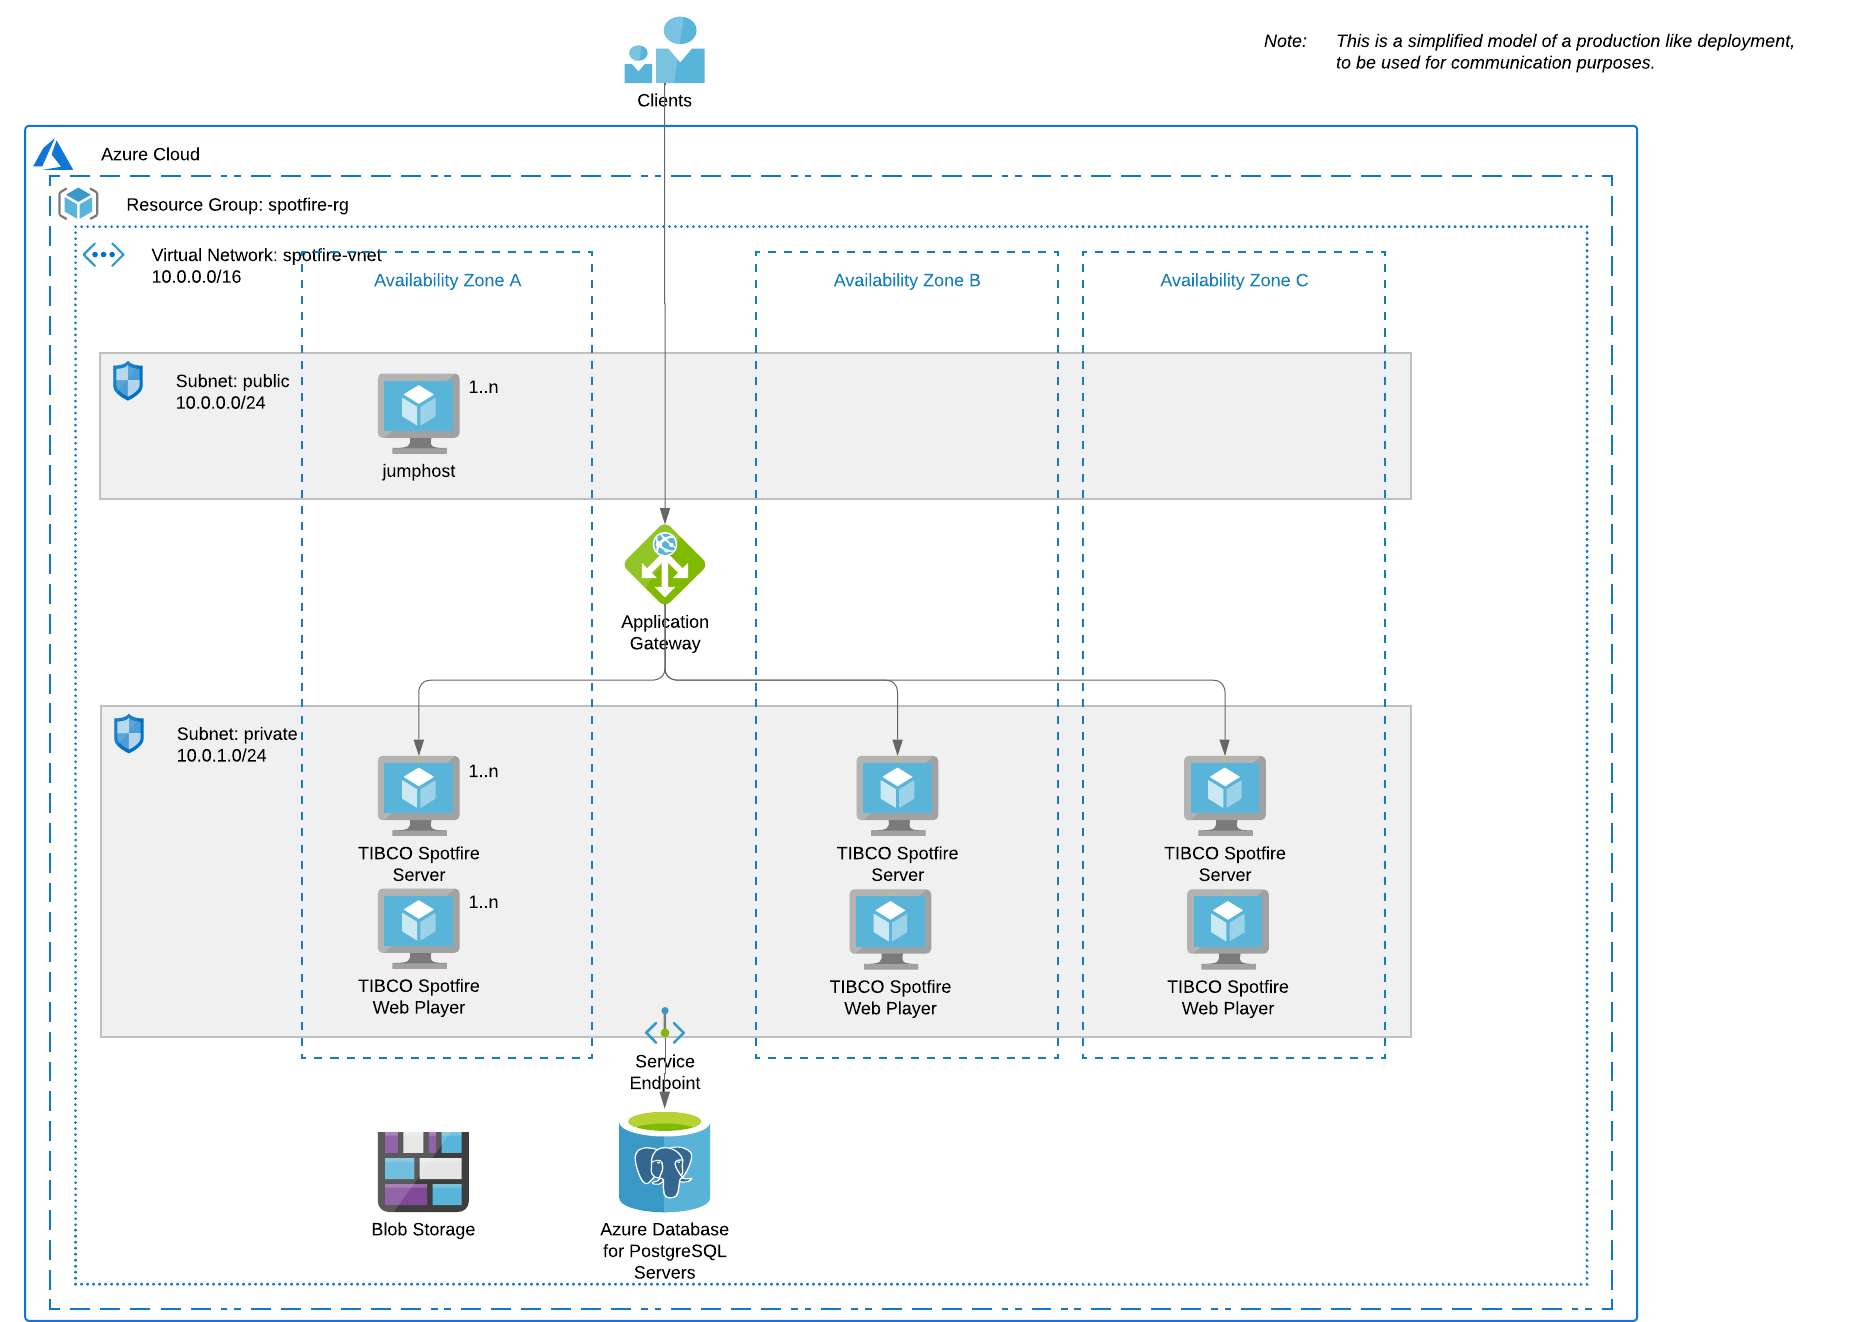 Note: This is a simplified model of a production like deployment,
to be used for communication purposes.
Clients
Azure Cloud
Resource Group: spotfire-rg
Virtual Network: spotfire-vnet
10.0.0.0/16
Availability Zone A
Availability Zone B
Availability Zone C
Subnet: public
10.0.0.0/24
1..n
jumphost
Application
Gateway
Subnet: private
10.0.1.0/24
1..n
TIBCO Spotfire
Server
TIBCO Spotfire
Server
TIBCO Spotfire
Server
1..n
TIBCO Spotfire
Web Player
TIBCO Spotfire
Web Player
TIBCO Spotfire
Web Player
Service
Endpoint
Blob Storage
Azure Database
for PostgreSQL
Servers